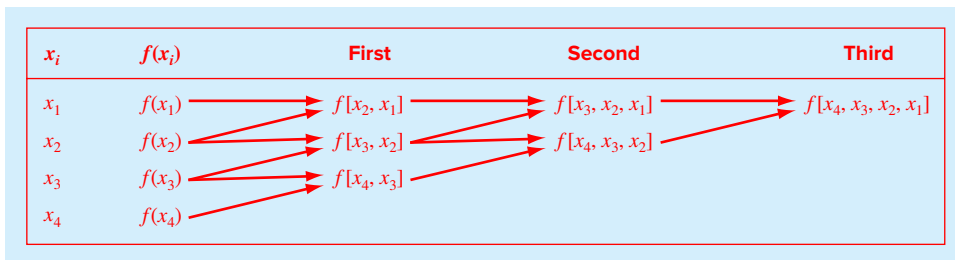 xᵢ f(xᵢ) First Second Third
x₁ f(x₁) f[x₂, x₁] f[x₃, x₂, x₁] f[x₄, x₃, x₂, x₁]
x₂ f(x₂) f[x₃, x₂] f[x₄, x₃, x₂]
x₃ f(x₃) f[x₄, x₃]
x₄ f(x₄)